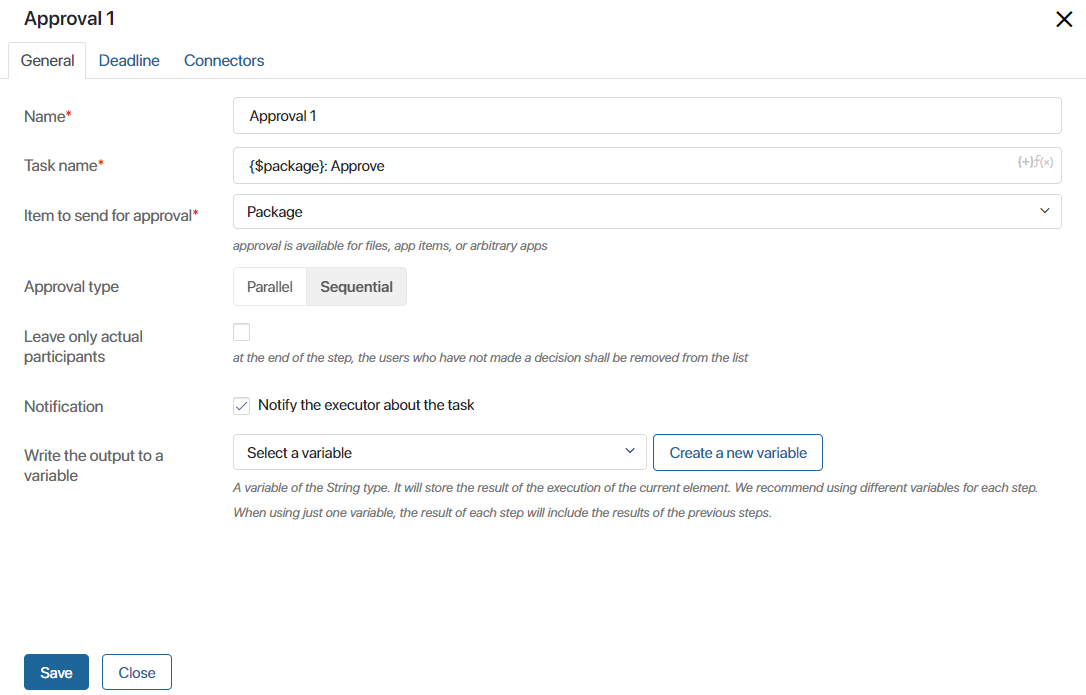 Approval 1
General Deadline Connectors
Name* Approval 1
Task name* {$package}: Approve {+}ƒ(×)
Item to send for approval* Package
approval is available for files, app items, or arbitrary apps
Approval type Parallel Sequential
Leave only actual
participants
at the end of the step, the users who have not made a decision shall be removed from the list
Notification Notify the executor about the task
Write the output to a
variable
Select a variable Create a new variable
A variable of the String type. It will store the result of the execution of the current element. We recommend using different variables for each step.
When using just one variable, the result of each step will include the results of the previous steps.
Save Close